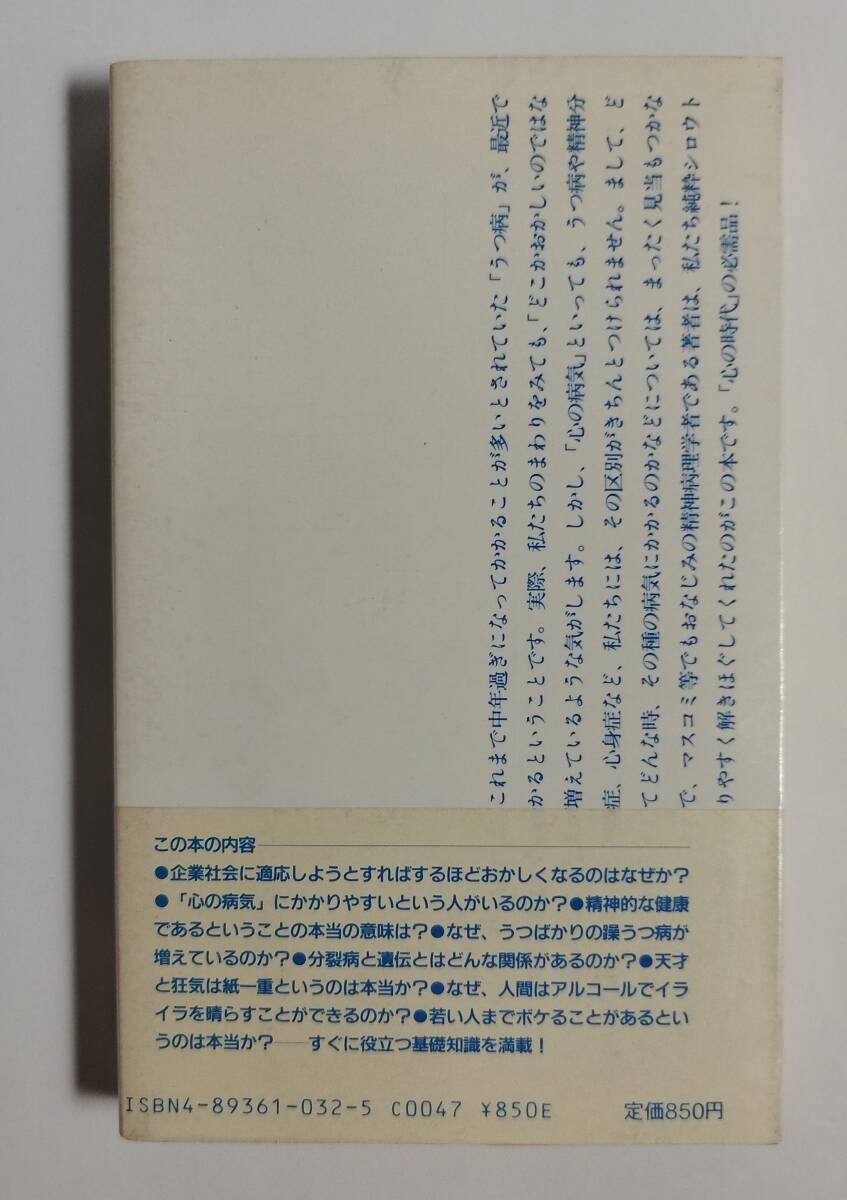 これまで中年過ぎになってかかることが多いとされていた「うつ病」が、最近で
かるということです。実際、私たちのまわりをみても、「どこかおかしいのではな
増えているような気がします。しかし、「心の病気」といっても、うつ病や精神分
症、心身症など、私たちには、その区別がきちんとつけられません。まして、ど
てどんな時、その種の病気にかかるのかなどについては、まったく見当もつかな
で、マスコミ等でもおなじみの精神病理学者である著者は、私たち純粋シロウト
りやすく解きほぐしてくれたのがこの本です。「心の時代」の必需品！
この本の内容
●企業社会に適応しようとすればするほどおかしくなるのはなぜか？
●「心の病気」にかかりやすいという人がいるのか？●精神的な健康
であるということの本当の意味は？●なぜ、うつばかりの躁うつ病が
増えているのか？●分裂病と遺伝とはどんな関係があるのか？●天才
と狂気は紙一重というのは本当か？●なぜ、人間はアルコールでイラ
イラを晴らすことができるのか？●若い人までボケることがあるとい
うのは本当か？――すぐに役立つ基礎知識を満載！
ISBN4-89361-032-5 C0047 ¥850E 定価850円